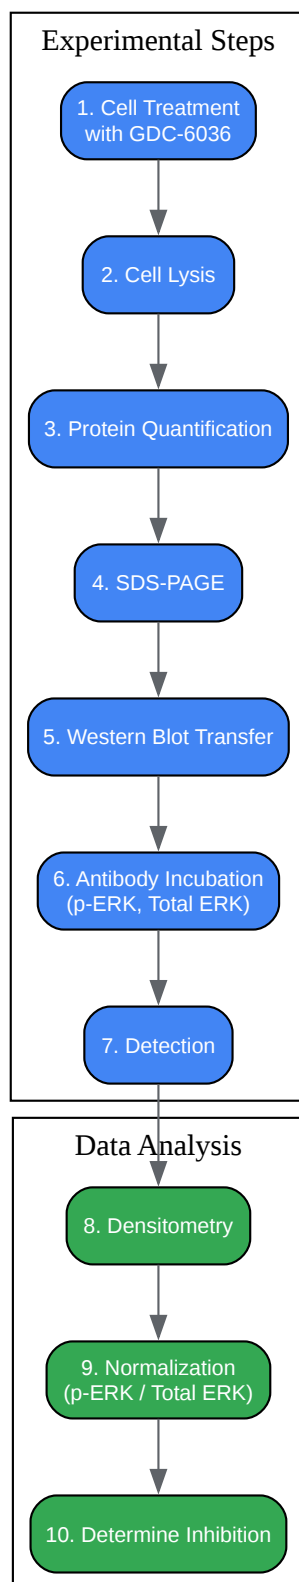 Experimental Steps
1. Cell Treatment
with GDC-6036
2. Cell Lysis
3. Protein Quantification
4. SDS-PAGE
5. Western Blot Transfer
6. Antibody Incubation
(p-ERK, Total ERK)
7. Detection
Data Analysis
8. Densitometry
9. Normalization
(p-ERK / Total ERK)
10. Determine Inhibition